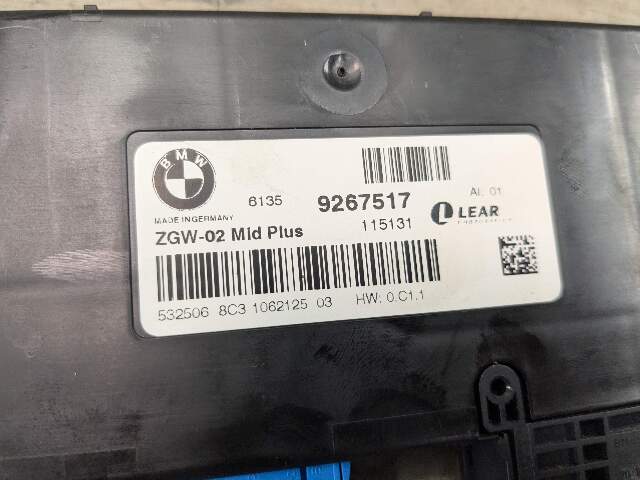 BMW
MADE IN GERMANY
6135 9267517 AI: 01
ZGW-02 Mid Plus 115131 LEAR
CORPORATION
532506 8C3 1062125 03 HW: 0.C1.1